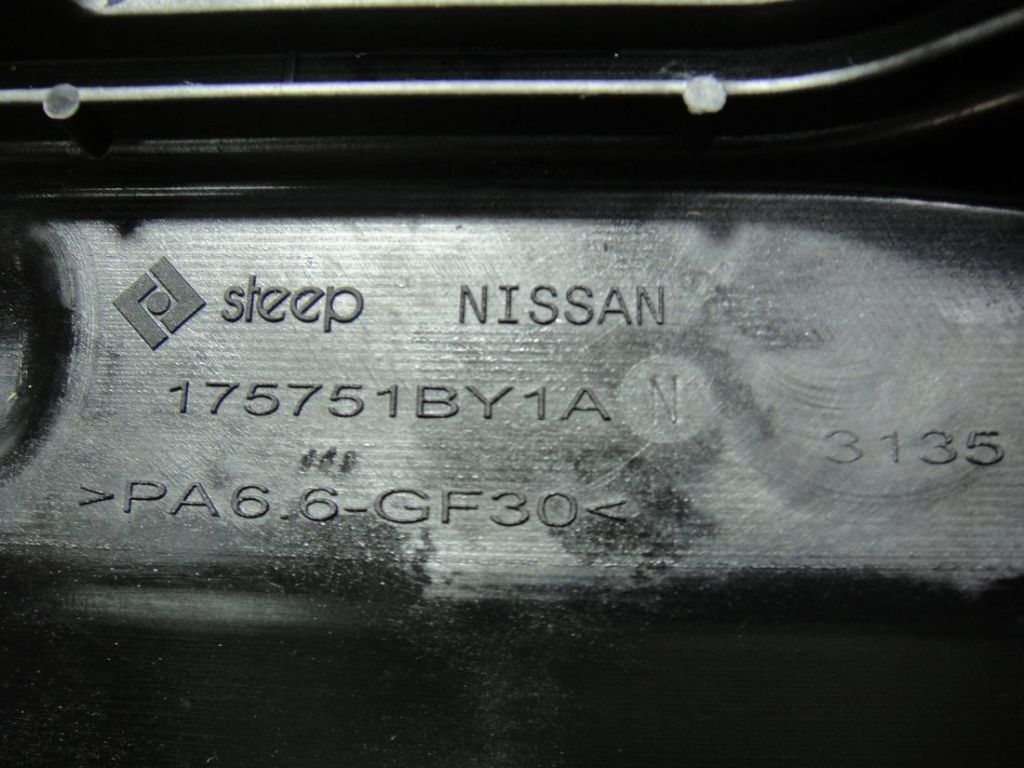 steep NISSAN
175751BY1A N
3135
>PA6.6-GF30<